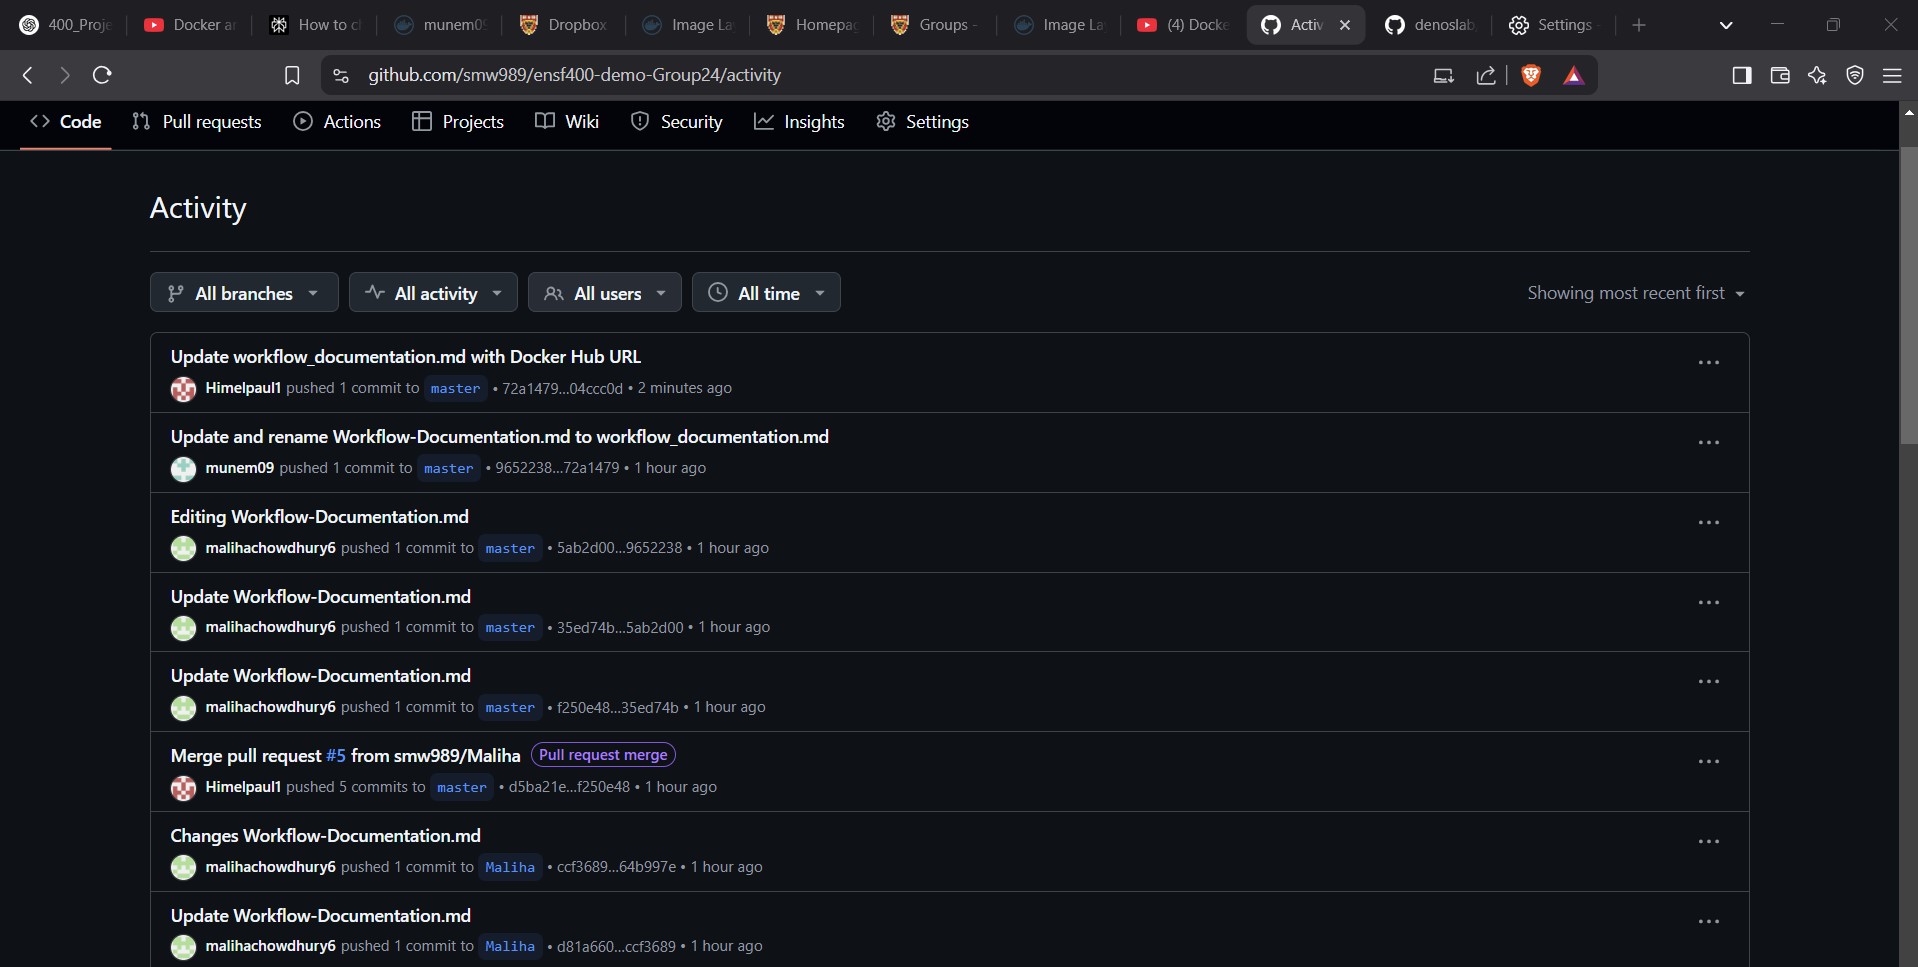 400_Proje
Docker ar
How to c
munem0
Dropbox
Image La
Homepag
Groups -
Image La
(4) Docke
Activ
denoslab
Settings -
github.com/smw989/ensf400-demo-Group24/activity
Code
Pull requests
Actions
Projects
Wiki
Security
Insights
Settings
Activity
All branches
All activity
All users
All time
Showing most recent first
Update workflow_documentation.md with Docker Hub URL
Himelpaul1 pushed 1 commit to master • 72a1479...04ccc0d • 2 minutes ago
Update and rename Workflow-Documentation.md to workflow_documentation.md
munem09 pushed 1 commit to master • 9652238...72a1479 • 1 hour ago
Editing Workflow-Documentation.md
malihachowdhury6 pushed 1 commit to master • 5ab2d00...9652238 • 1 hour ago
Update Workflow-Documentation.md
malihachowdhury6 pushed 1 commit to master • 35ed74b...5ab2d00 • 1 hour ago
Update Workflow-Documentation.md
malihachowdhury6 pushed 1 commit to master • f250e48...35ed74b • 1 hour ago
Merge pull request #5 from smw989/Maliha Pull request merge
Himelpaul1 pushed 5 commits to master • d5ba21e...f250e48 • 1 hour ago
Changes Workflow-Documentation.md
malihachowdhury6 pushed 1 commit to Maliha • ccf3689...64b997e • 1 hour ago
Update Workflow-Documentation.md
malihachowdhury6 pushed 1 commit to Maliha • d81a660...ccf3689 • 1 hour ago